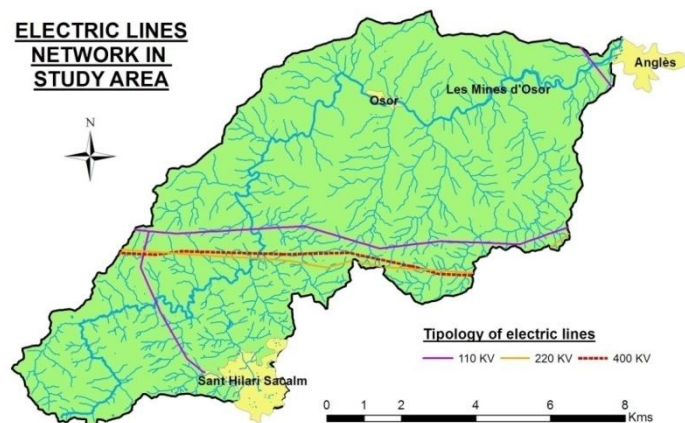 ELECTRIC LINES
NETWORK IN
STUDY AREA
N
Anglès
Les Mines d'Osor
Osor
Sant Hilari Sacalm
Tipology of electric lines
110 KV 220 KV 400 KV
0 2 4 6 8
Kms